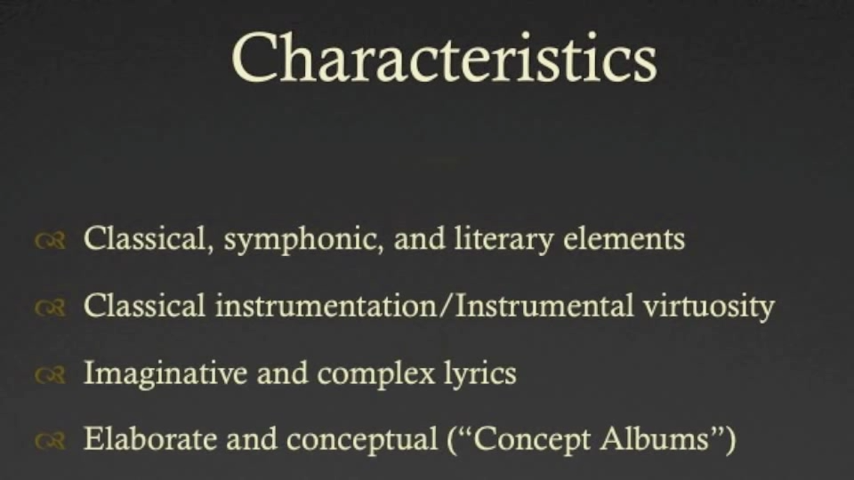 Characteristics
Classical, symphonic, and literary elements
Classical instrumentation/Instrumental virtuosity
Imaginative and complex lyrics
Elaborate and conceptual (“Concept Albums”)